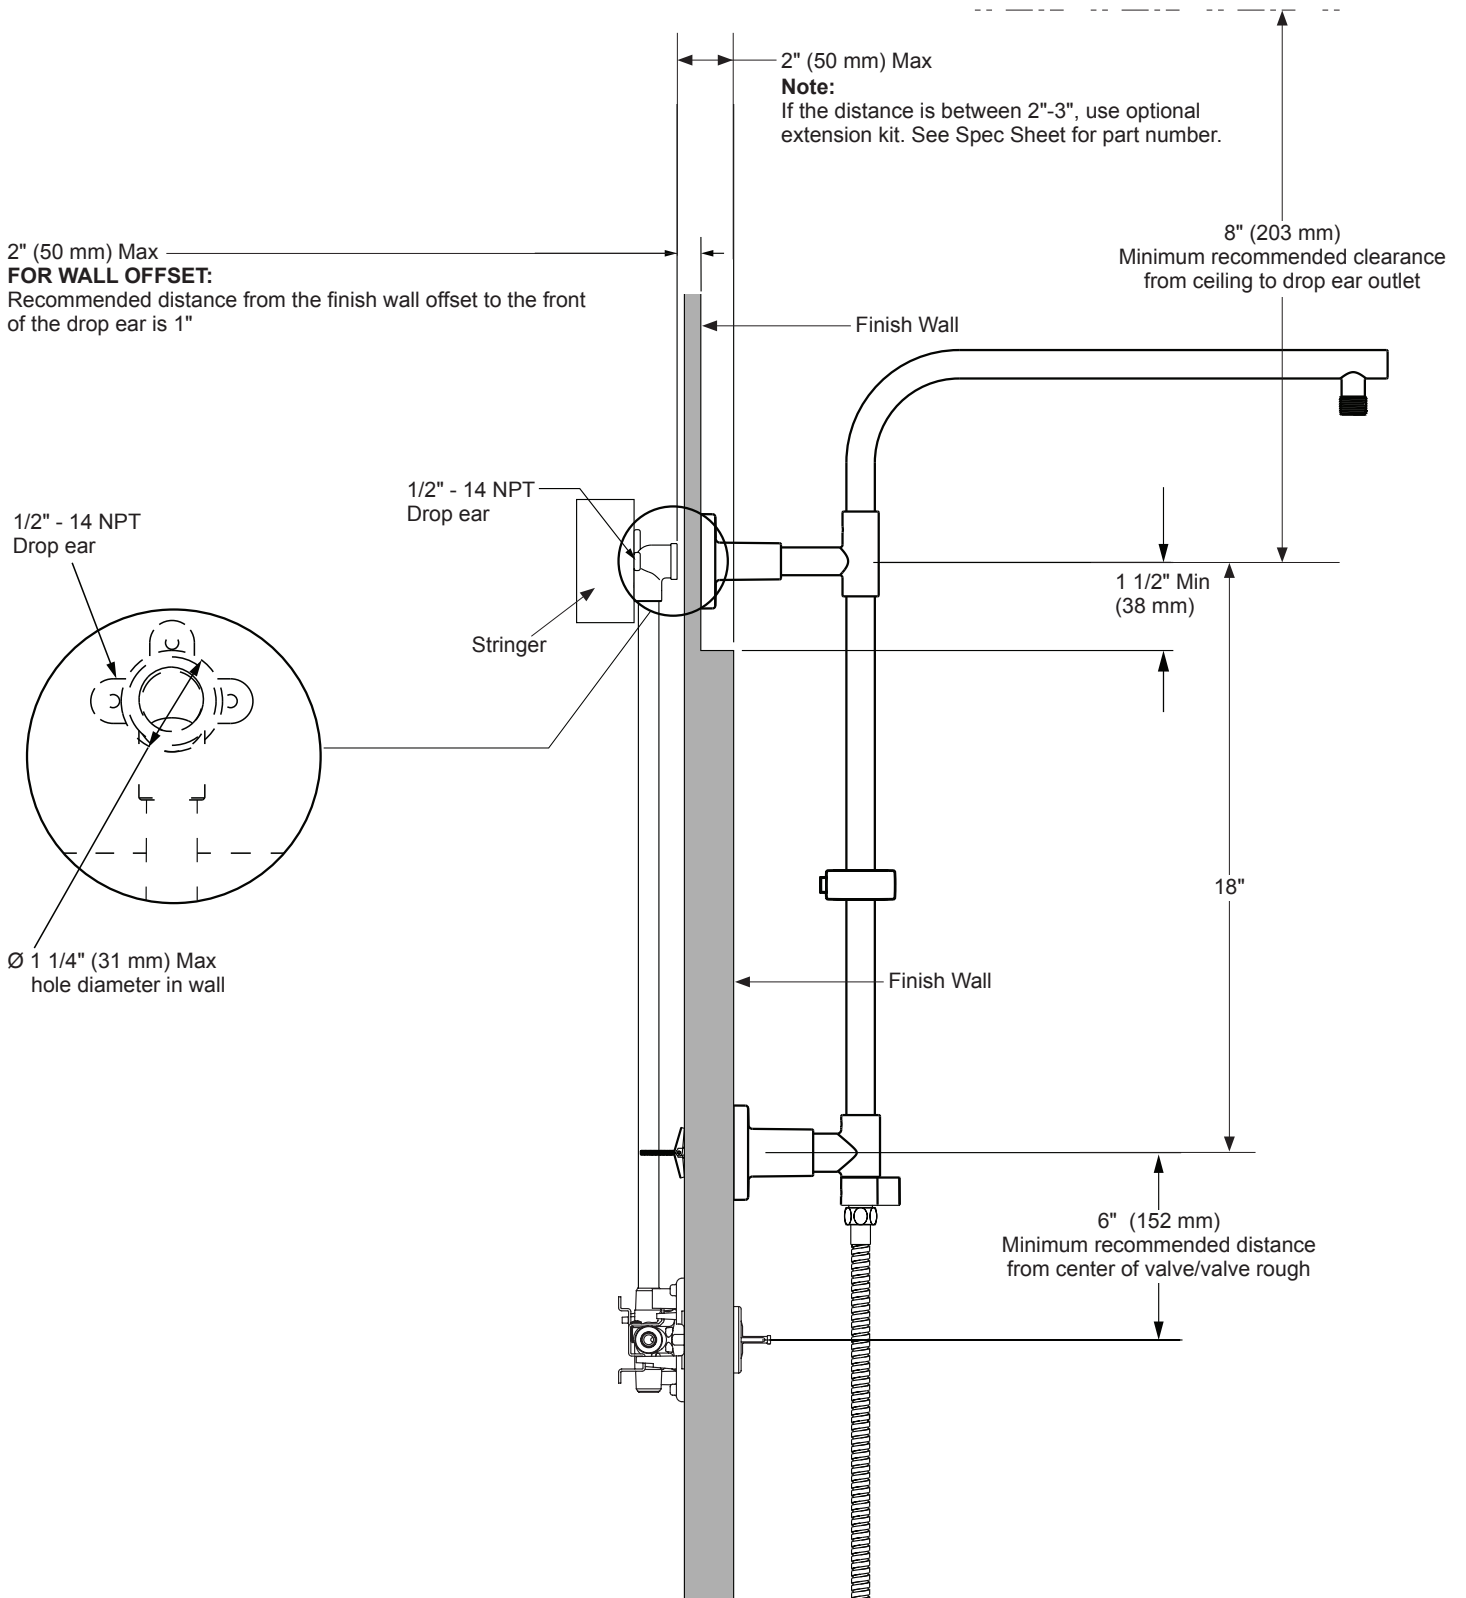 2" (50 mm) Max
Note:
If the distance is between 2"-3", use optional
extension kit. See Spec Sheet for part number.
8" (203 mm)
Minimum recommended clearance
from ceiling to drop ear outlet
2" (50 mm) Max
FOR WALL OFFSET:
Recommended distance from the finish wall offset to the front
of the drop ear is 1"
Finish Wall
1/2" - 14 NPT
Drop ear
1/2" - 14 NPT
Drop ear
1 1/2" Min
(38 mm)
Stringer
18"
Ø 1 1/4" (31 mm) Max
hole diameter in wall
Finish Wall
6" (152 mm)
Minimum recommended distance
from center of valve/valve rough